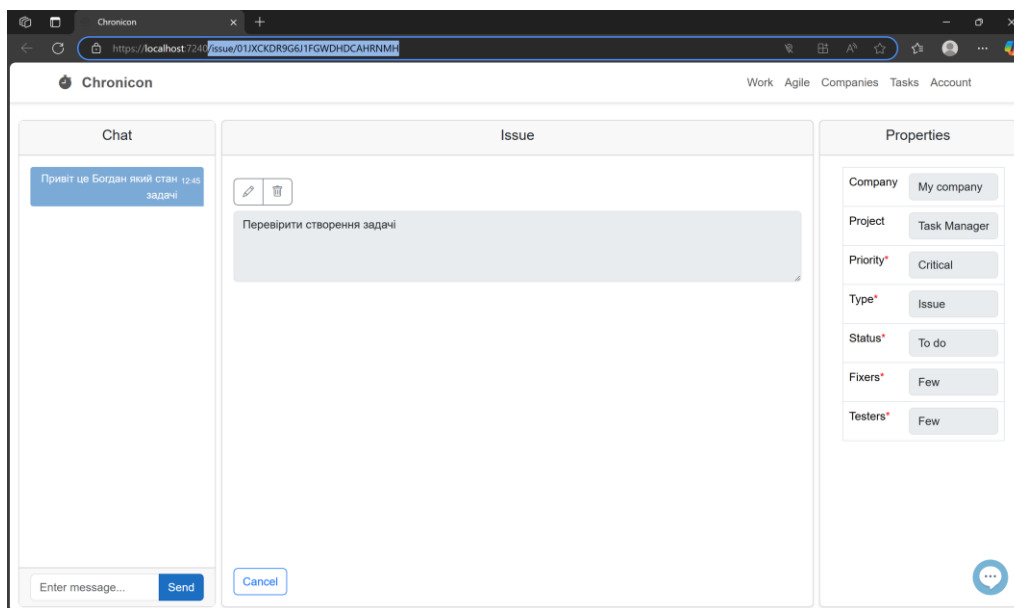 Chronicon
https://localhost:7240/issue/01JXCKDR9G6J1FGWDHDCAHRNMH
Chronicon
Work Agile Companies Tasks Account
Chat
Привіт це Богдан який стан 12:45
задачі
Enter message...
Send
Issue
Перевірити створення задачі
Cancel
Properties
Company My company
Project Task Manager
Priority* Critical
Type* Issue
Status* To do
Fixers* Few
Testers* Few